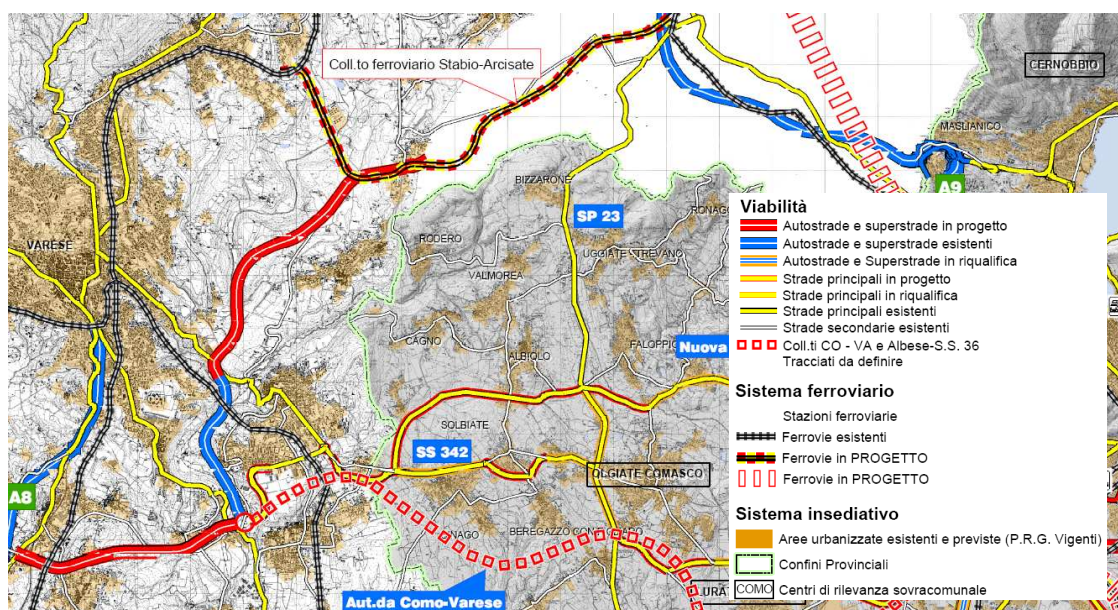 Coll.to ferroviario Stabio-Arcisate
CERNOBBIO
MASLIANICO
A9
BIZZARONE
SP 23
RONAGO
VARESE
RODERO
UGGIATE - TREVANO
VALMOREA
CAGNO
ALBIOLO
FALOPPIO
Nuova
SOLBIATE
SS 342
OLGIATE COMASCO
A8
BEREGAZZO CON
Aut.da Como-Varese
Viabilità
Autostrade e superstrade in progetto
Autostrade e superstrade esistenti
Autostrade e Superstrade in riqualifica
Strade principali in progetto
Strade principali in riqualifica
Strade principali esistenti
Strade secondarie esistenti
Coll.ti CO - VA e Albese-S.S. 36
Tracciati da definire
Sistema ferroviario
Stazioni ferroviarie
Ferrovie esistenti
Ferrovie in PROGETTO
Ferrovie in PROGETTO
Sistema insediativo
Aree urbanizzate esistenti e previste (P.R.G. Vigenti)
Confini Provinciali
COMO Centri di rilevanza sovracomunale